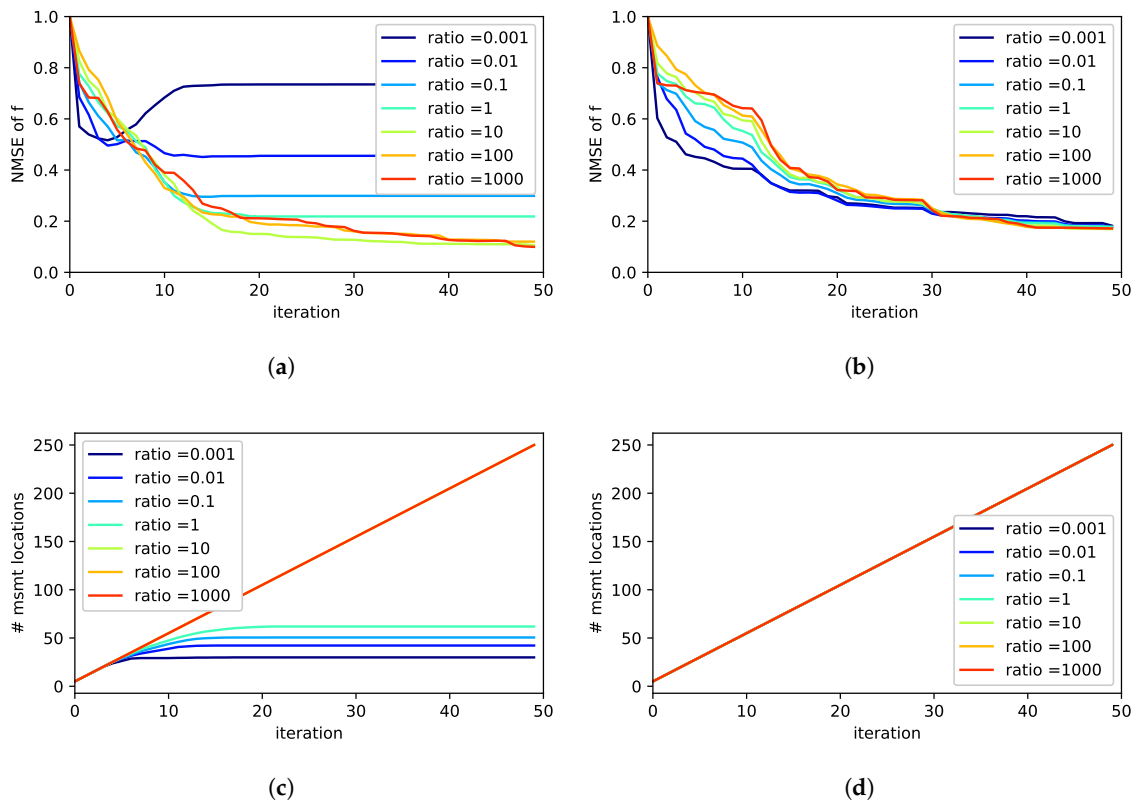 1.0
0.8
0.6
0.4
0.2
0.0
NMSE of f
0 10 20 30 40 50
iteration
ratio =0.001
ratio =0.01
ratio =0.1
ratio =1
ratio =10
ratio =100
ratio =1000
(a)
1.0
0.8
0.6
0.4
0.2
0.0
NMSE of f
0 10 20 30 40 50
iteration
ratio =0.001
ratio =0.01
ratio =0.1
ratio =1
ratio =10
ratio =100
ratio =1000
(b)
250
200
150
100
50
0
# msmt locations
0 10 20 30 40 50
iteration
ratio =0.001
ratio =0.01
ratio =0.1
ratio =1
ratio =10
ratio =100
ratio =1000
(c)
250
200
150
100
50
0
# msmt locations
0 10 20 30 40 50
iteration
ratio =0.001
ratio =0.01
ratio =0.1
ratio =1
ratio =10
ratio =100
ratio =1000
(d)